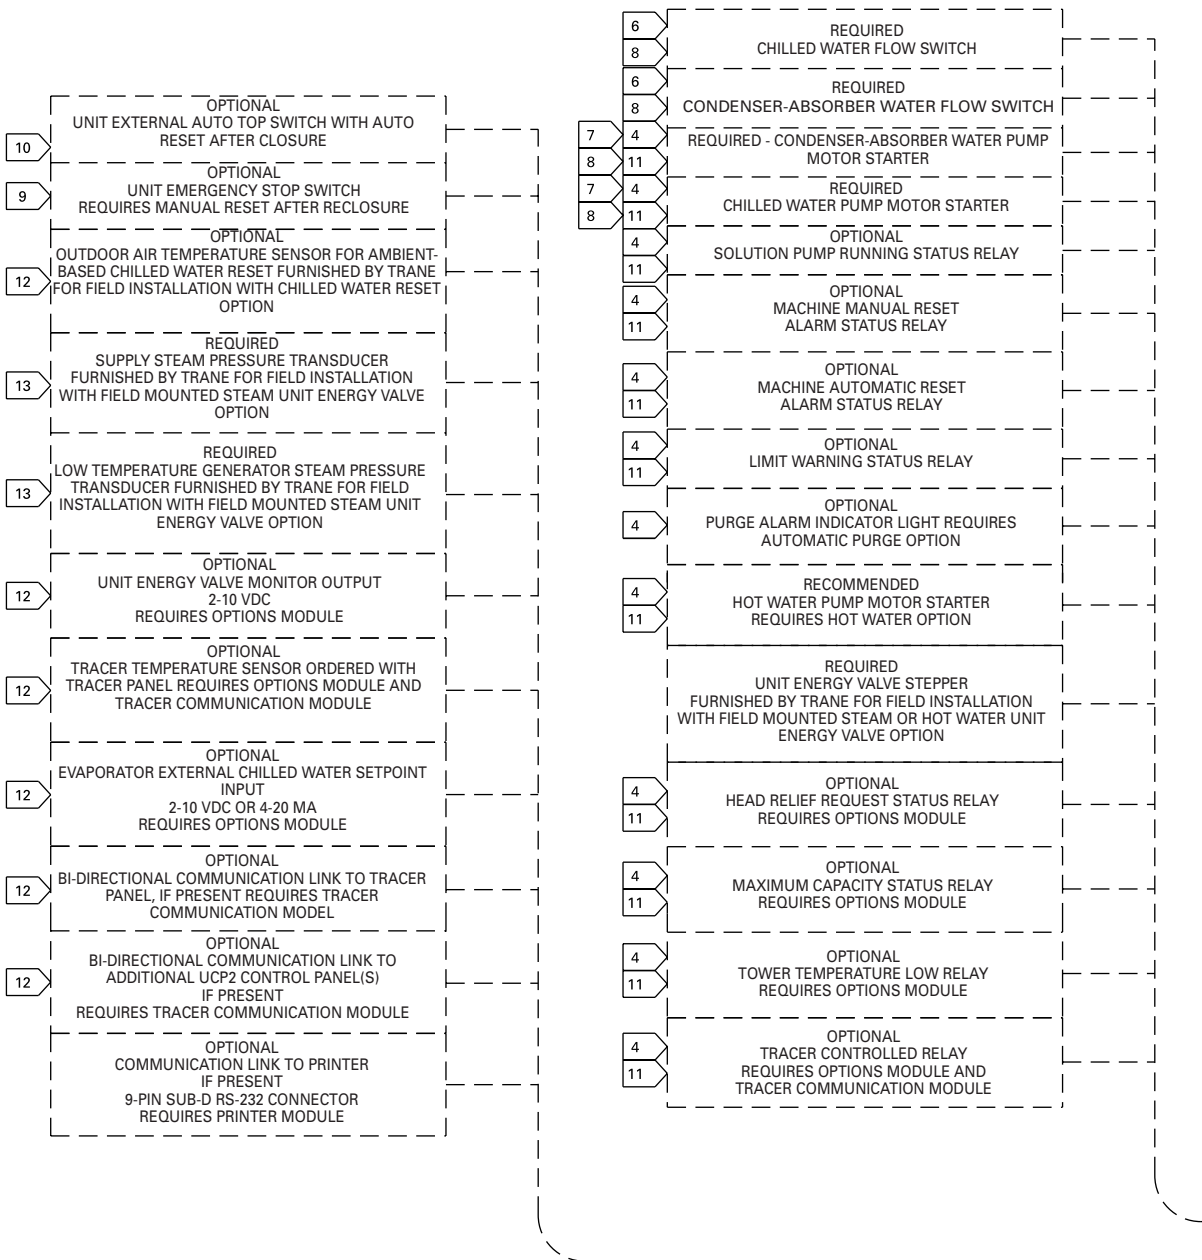 10
OPTIONAL
UNIT EXTERNAL AUTO TOP SWITCH WITH AUTO
RESET AFTER CLOSURE
9
OPTIONAL
UNIT EMERGENCY STOP SWITCH
REQUIRES MANUAL RESET AFTER RECLOSURE
12
OPTIONAL
OUTDOOR AIR TEMPERATURE SENSOR FOR AMBIENT-
BASED CHILLED WATER RESET FURNISHED BY TRANE
FOR FIELD INSTALLATION WITH CHILLED WATER RESET
OPTION
13
REQUIRED
SUPPLY STEAM PRESSURE TRANSDUCER
FURNISHED BY TRANE FOR FIELD INSTALLATION
WITH FIELD MOUNTED STEAM UNIT ENERGY VALVE
OPTION
13
REQUIRED
LOW TEMPERATURE GENERATOR STEAM PRESSURE
TRANSDUCER FURNISHED BY TRANE FOR FIELD
INSTALLATION WITH FIELD MOUNTED STEAM UNIT
ENERGY VALVE OPTION
12
OPTIONAL
UNIT ENERGY VALVE MONITOR OUTPUT
2-10 VDC
REQUIRES OPTIONS MODULE
12
OPTIONAL
TRACER TEMPERATURE SENSOR ORDERED WITH
TRACER PANEL REQUIRES OPTIONS MODULE AND
TRACER COMMUNICATION MODULE
12
OPTIONAL
EVAPORATOR EXTERNAL CHILLED WATER SETPOINT
INPUT
2-10 VDC OR 4-20 MA
REQUIRES OPTIONS MODULE
12
OPTIONAL
BI-DIRECTIONAL COMMUNICATION LINK TO TRACER
PANEL, IF PRESENT REQUIRES TRACER
COMMUNICATION MODEL
12
OPTIONAL
BI-DIRECTIONAL COMMUNICATION LINK TO
ADDITIONAL UCP2 CONTROL PANEL(S)
IF PRESENT
REQUIRES TRACER COMMUNICATION MODULE
OPTIONAL
COMMUNICATION LINK TO PRINTER
IF PRESENT
9-PIN SUB-D RS-232 CONNECTOR
REQUIRES PRINTER MODULE
6
8
REQUIRED
CHILLED WATER FLOW SWITCH
6
8
REQUIRED
CONDENSER-ABSORBER WATER FLOW SWITCH
7 4
8 11
REQUIRED - CONDENSER-ABSORBER WATER PUMP
MOTOR STARTER
7 4
8 11
REQUIRED
CHILLED WATER PUMP MOTOR STARTER
4
11
OPTIONAL
SOLUTION PUMP RUNNING STATUS RELAY
4
11
OPTIONAL
MACHINE MANUAL RESET
ALARM STATUS RELAY
4
11
OPTIONAL
MACHINE AUTOMATIC RESET
ALARM STATUS RELAY
4
11
OPTIONAL
LIMIT WARNING STATUS RELAY
4
OPTIONAL
PURGE ALARM INDICATOR LIGHT REQUIRES
AUTOMATIC PURGE OPTION
4
11
RECOMMENDED
HOT WATER PUMP MOTOR STARTER
REQUIRES HOT WATER OPTION
REQUIRED
UNIT ENERGY VALVE STEPPER
FURNISHED BY TRANE FOR FIELD INSTALLATION
WITH FIELD MOUNTED STEAM OR HOT WATER UNIT
ENERGY VALVE OPTION
4
11
OPTIONAL
HEAD RELIEF REQUEST STATUS RELAY
REQUIRES OPTIONS MODULE
4
11
OPTIONAL
MAXIMUM CAPACITY STATUS RELAY
REQUIRES OPTIONS MODULE
4
11
OPTIONAL
TOWER TEMPERATURE LOW RELAY
REQUIRES OPTIONS MODULE
4
11
OPTIONAL
TRACER CONTROLLED RELAY
REQUIRES OPTIONS MODULE AND
TRACER COMMUNICATION MODULE